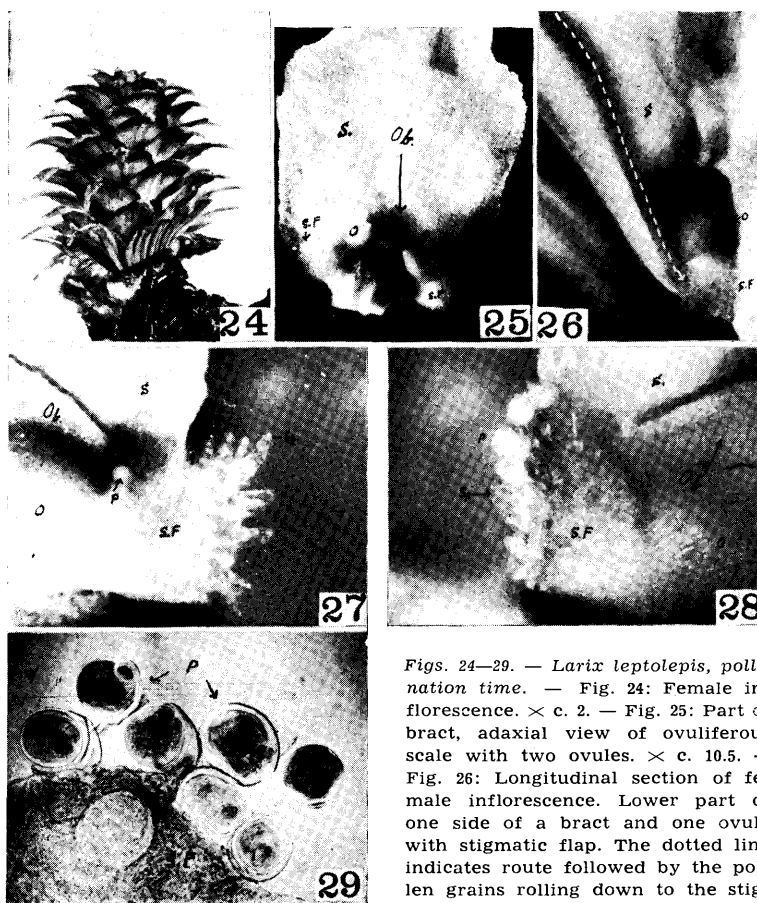 24
S.
Ob.
S.F
O
S.F
25
S
O
S.F
26
S
Ob.
P
O
S.F
27
S.
P
S.F
28
P
29
Figs. 24—29. — Larix leptolepis, poll
nation time. — Fig. 24: Female in
florescence. × c. 2. — Fig. 25: Part o
bract, adaxial view of ovuliferou
scale with two ovules. × c. 10.5. -
Fig. 26: Longitudinal section of fe
male inflorescence. Lower part o
one side of a bract and one ovul
with stigmatic flap. The dotted lin
indicates route followed by the pol
len grains rolling down to the stig